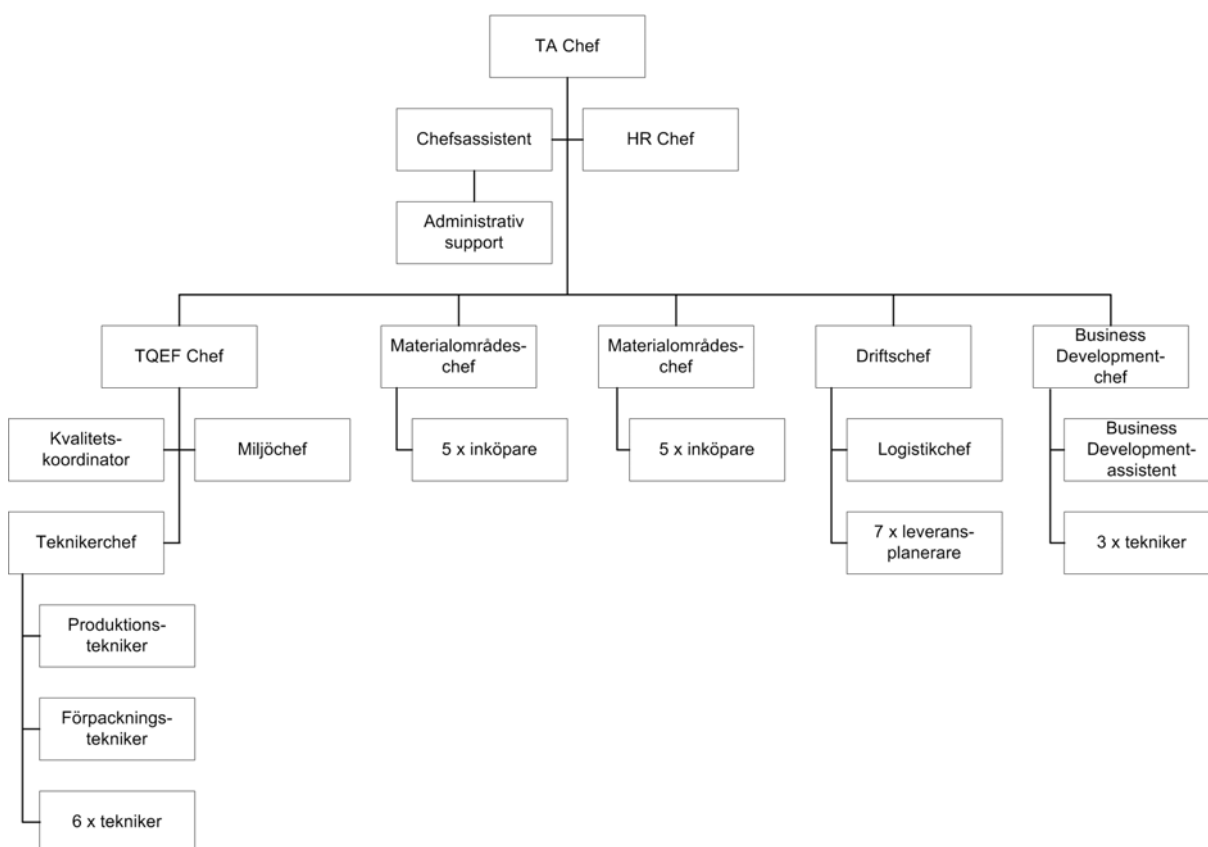 TA Chef
Chefsassistent
HR Chef
Administrativ
support
TQEF Chef
Materialområdes-
chef
Materialområdes-
chef
Driftschef
Business
Development-
chef
Kvalitets-
koordinator
Miljöchef
5 x inköpare
5 x inköpare
Logistikchef
Business
Development-
assistent
Teknikerchef
7 x leverans-
planerare
3 x tekniker
Produktions-
tekniker
Förpacknings-
tekniker
6 x tekniker